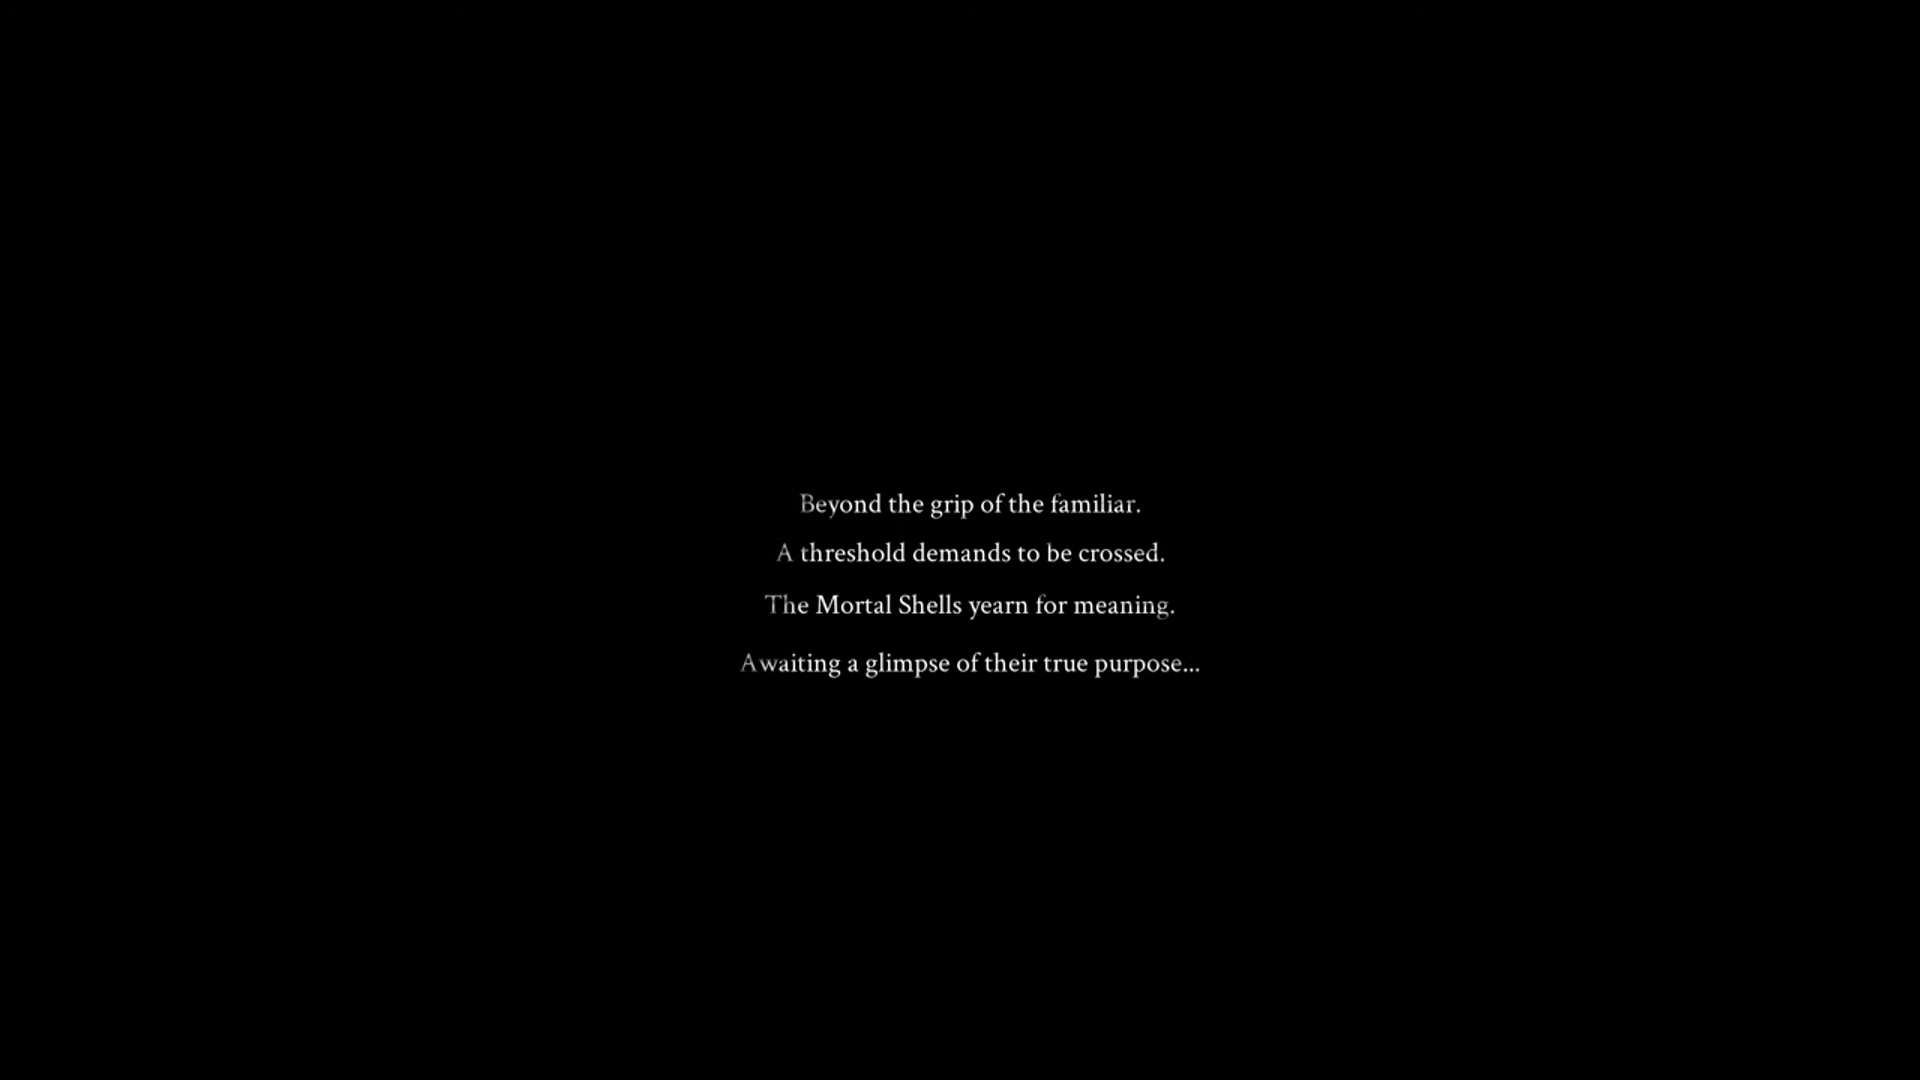 Beyond the grip of the familiar.
A threshold demands to be crossed.
The Mortal Shells yearn for meaning.
Awaiting a glimpse of their true purpose...